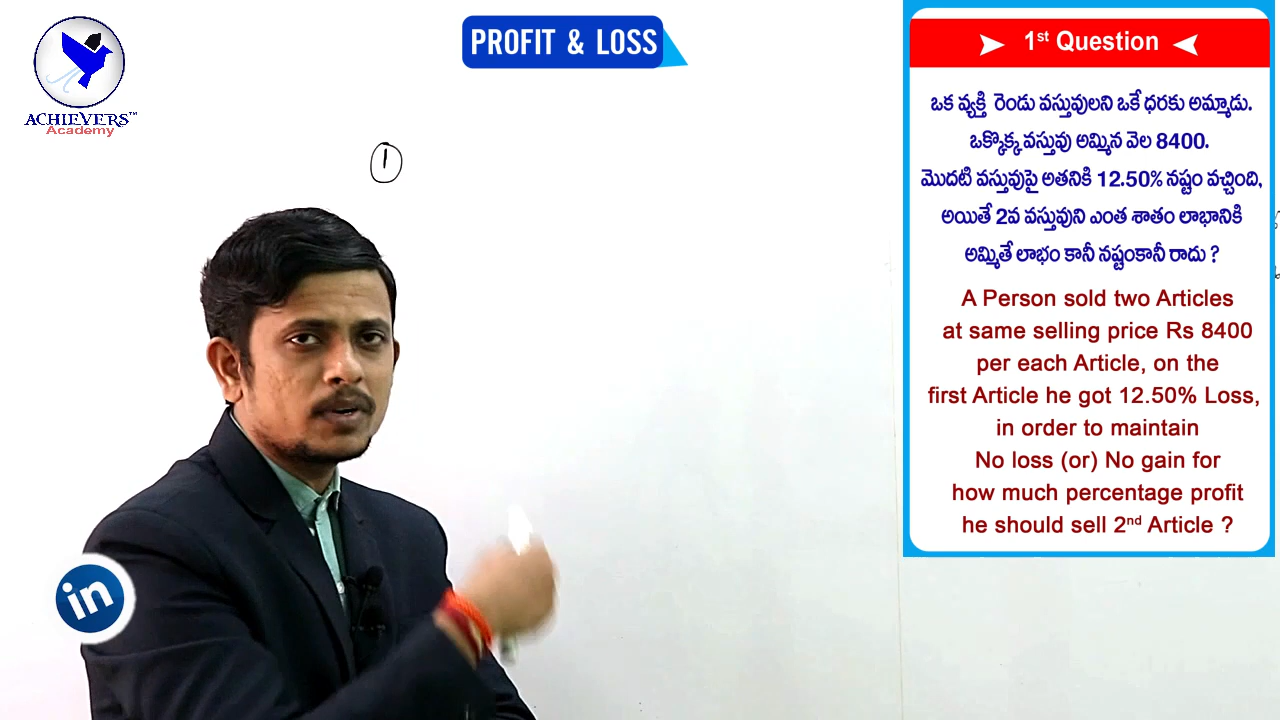 ACHIEVERS™
Academy
PROFIT & LOSS
1
1st Question
ఒక వ్యక్తి రెండు వస్తువులని ఒకే ధరకు అమ్మాడు.
ఒక్కొక్క వస్తువు అమ్మిన వెల 8400.
మొదటి వస్తువుపై అతనికి 12.50% నష్టం వచ్చింది,
అయితే 2వ వస్తువుని ఎంత శాతం లాభానికి
అమ్మితే లాభం కానీ నష్టంకానీ రాదు ?
A Person sold two Articles
at same selling price Rs 8400
per each Article, on the
first Article he got 12.50% Loss,
in order to maintain
No loss (or) No gain for
how much percentage profit
he should sell 2nd Article ?
in